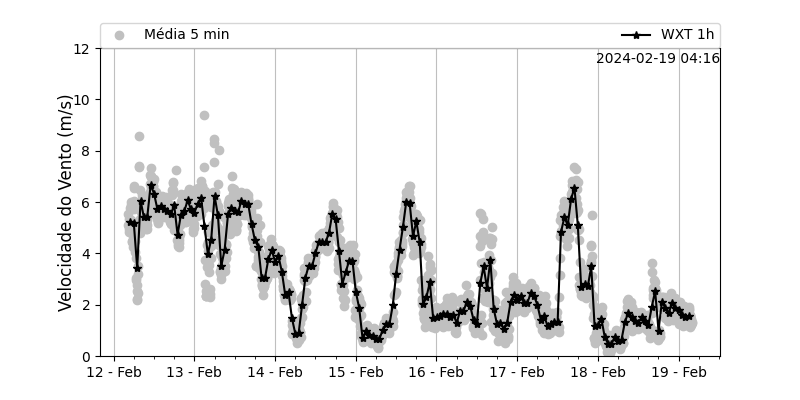 Média 5 min
WXT 1h
2024-02-19 04:16
Velocidade do Vento (m/s)
12
10
8
6
4
2
0
12 - Feb
13 - Feb
14 - Feb
15 - Feb
16 - Feb
17 - Feb
18 - Feb
19 - Feb